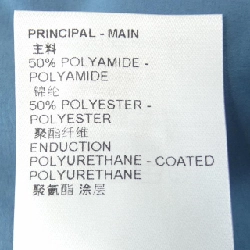 PRINCIPAL - MAIN
主料
50% POLYAMIDE -
POLYAMIDE
锦纶
50% POLYESTER -
POLYESTER
聚酯纤维
ENDUCTION
POLYURETHANE - COATED
POLYURETHANE
聚氨酯 涂层